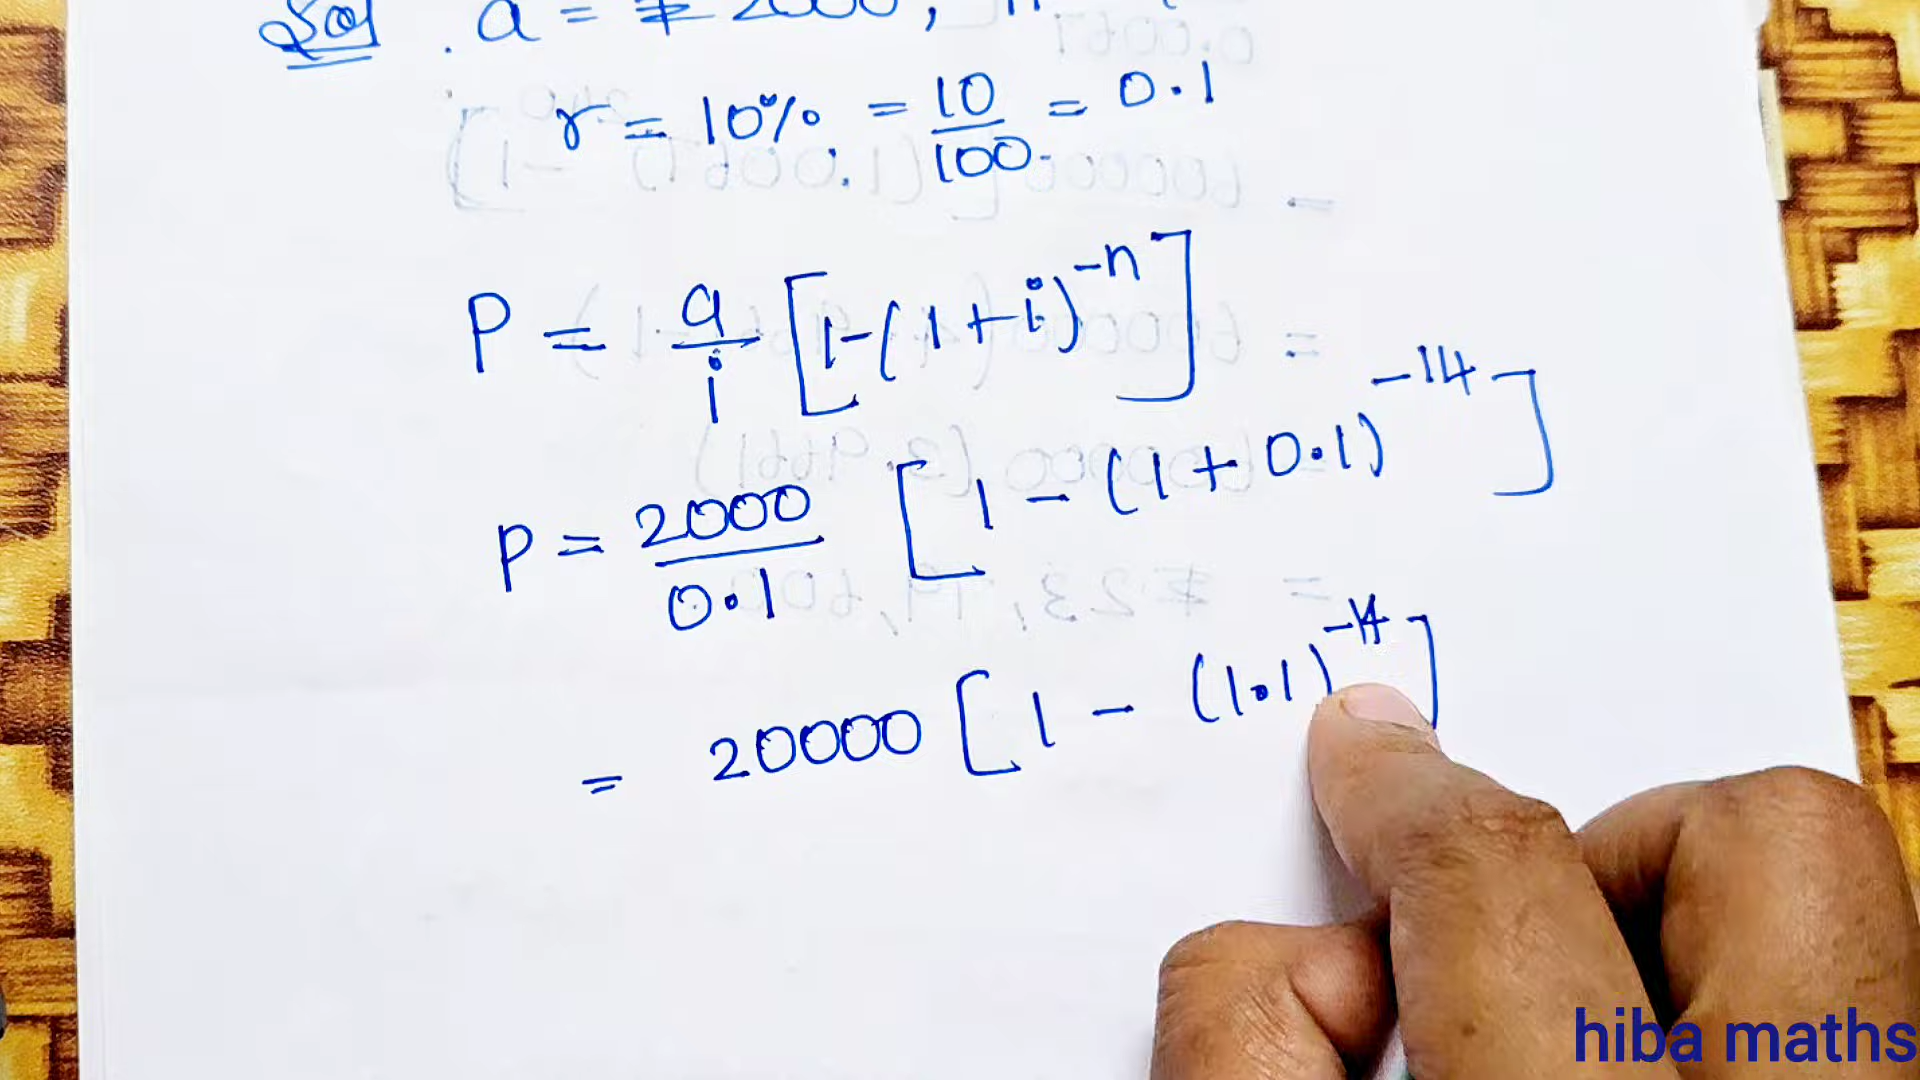 Sol . a = ₹ 2000,
r = 10% = 10/100 = 0.1
P = a/i [1-(1+i)^-n]
P = 2000/0.1 [1 - (1+0.1)^-14]
= 20000 [1 - (1.1)^-14]
hiba maths